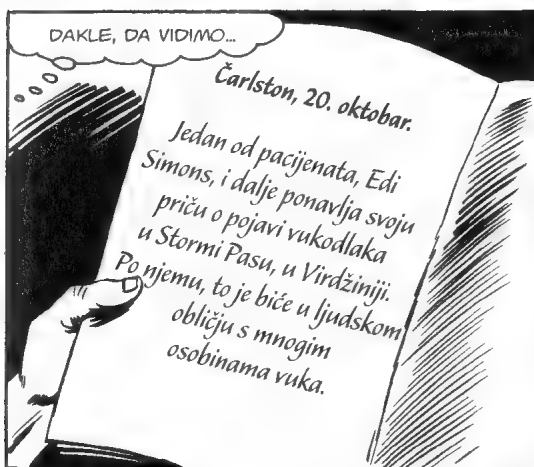 DAKLE, DA VIDIMO...
Čarlston, 20. oktobar.
Jedan od pacijenata, Edi
Simons, i dalje ponavlja svoju
priču o pojavi vukodlaka
u Stormi Pasu, u Virdžiniji.
Po njemu, to je biće u ljudskom
obličju s mnogim
osobinama vuka.